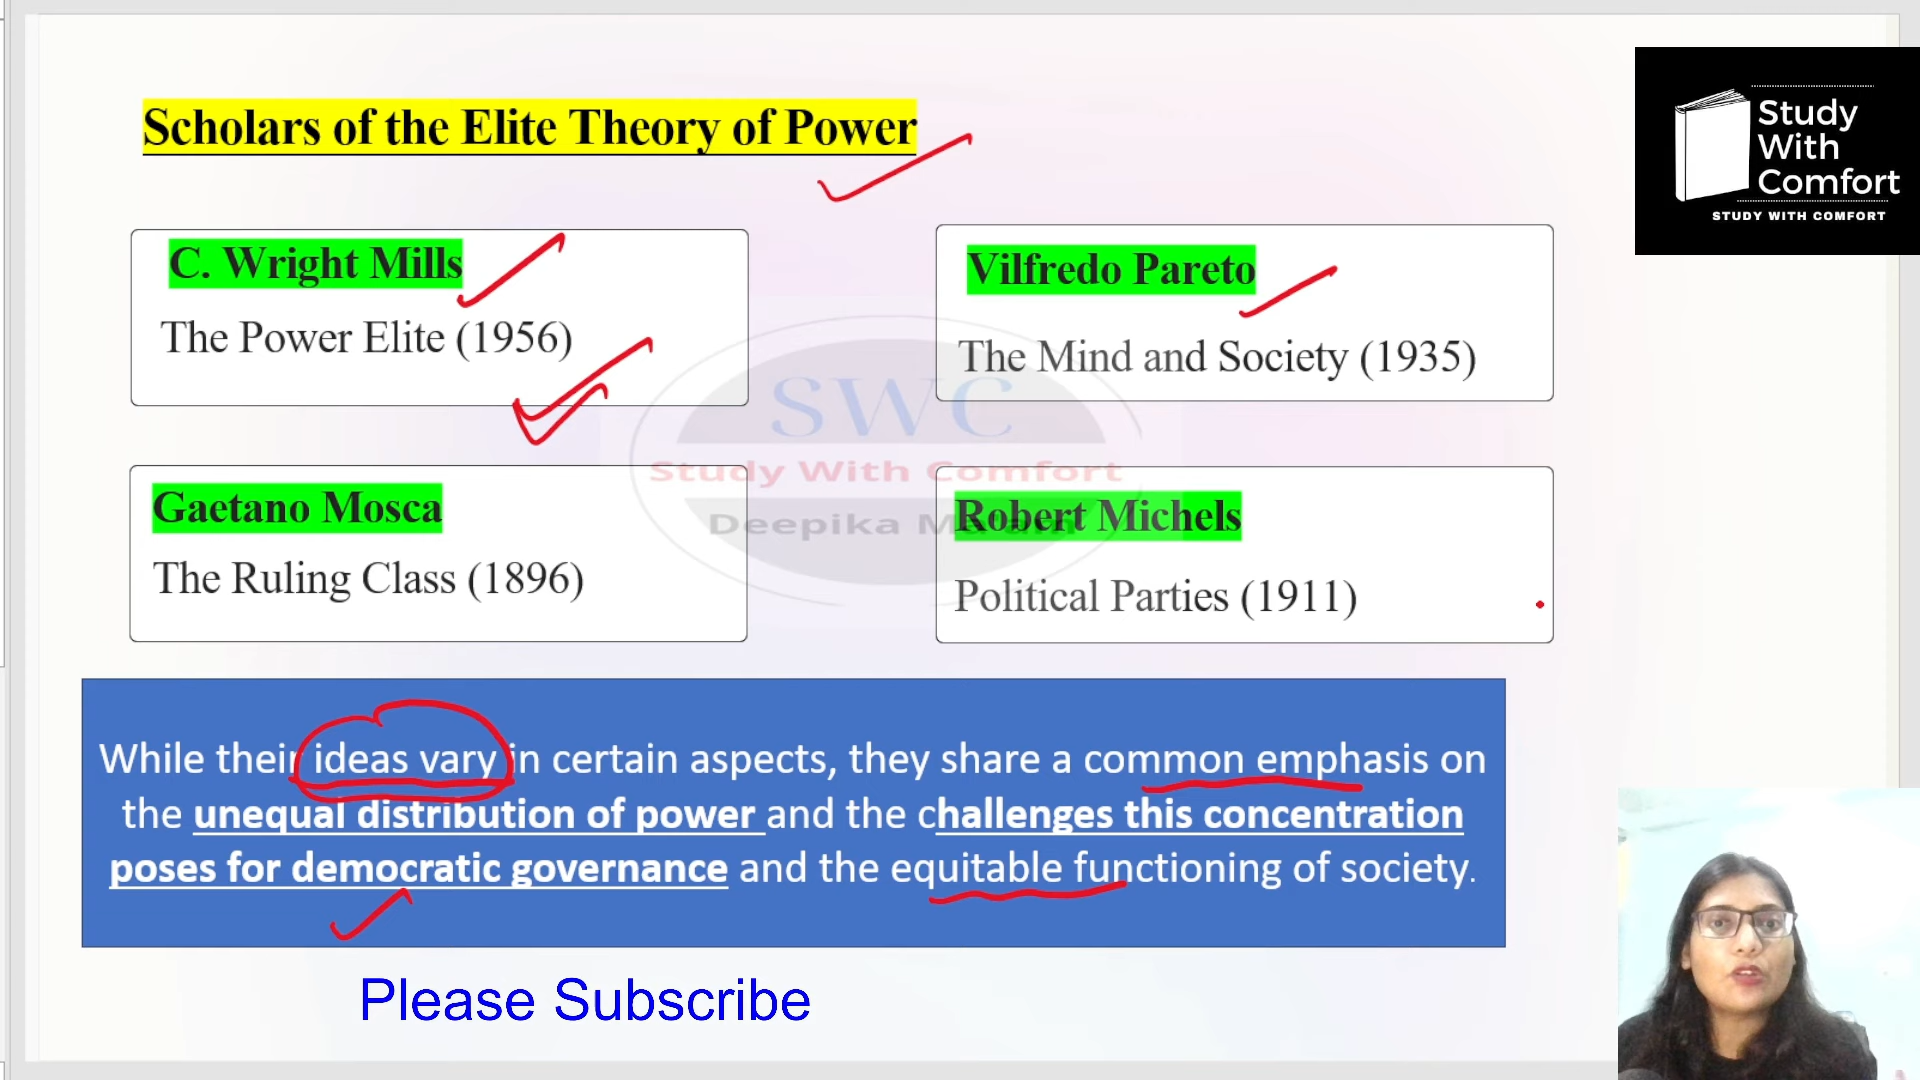 Scholars of the Elite Theory of Power
Study
With
Comfort
STUDY WITH COMFORT
C. Wright Mills
The Power Elite (1956)
Vilfredo Pareto
The Mind and Society (1935)
SWC
Study With Comfort
Deepika Ma'am
Gaetano Mosca
The Ruling Class (1896)
Robert Michels
Political Parties (1911)
While their ideas vary in certain aspects, they share a common emphasis on
the unequal distribution of power and the challenges this concentration
poses for democratic governance and the equitable functioning of society.
Please Subscribe